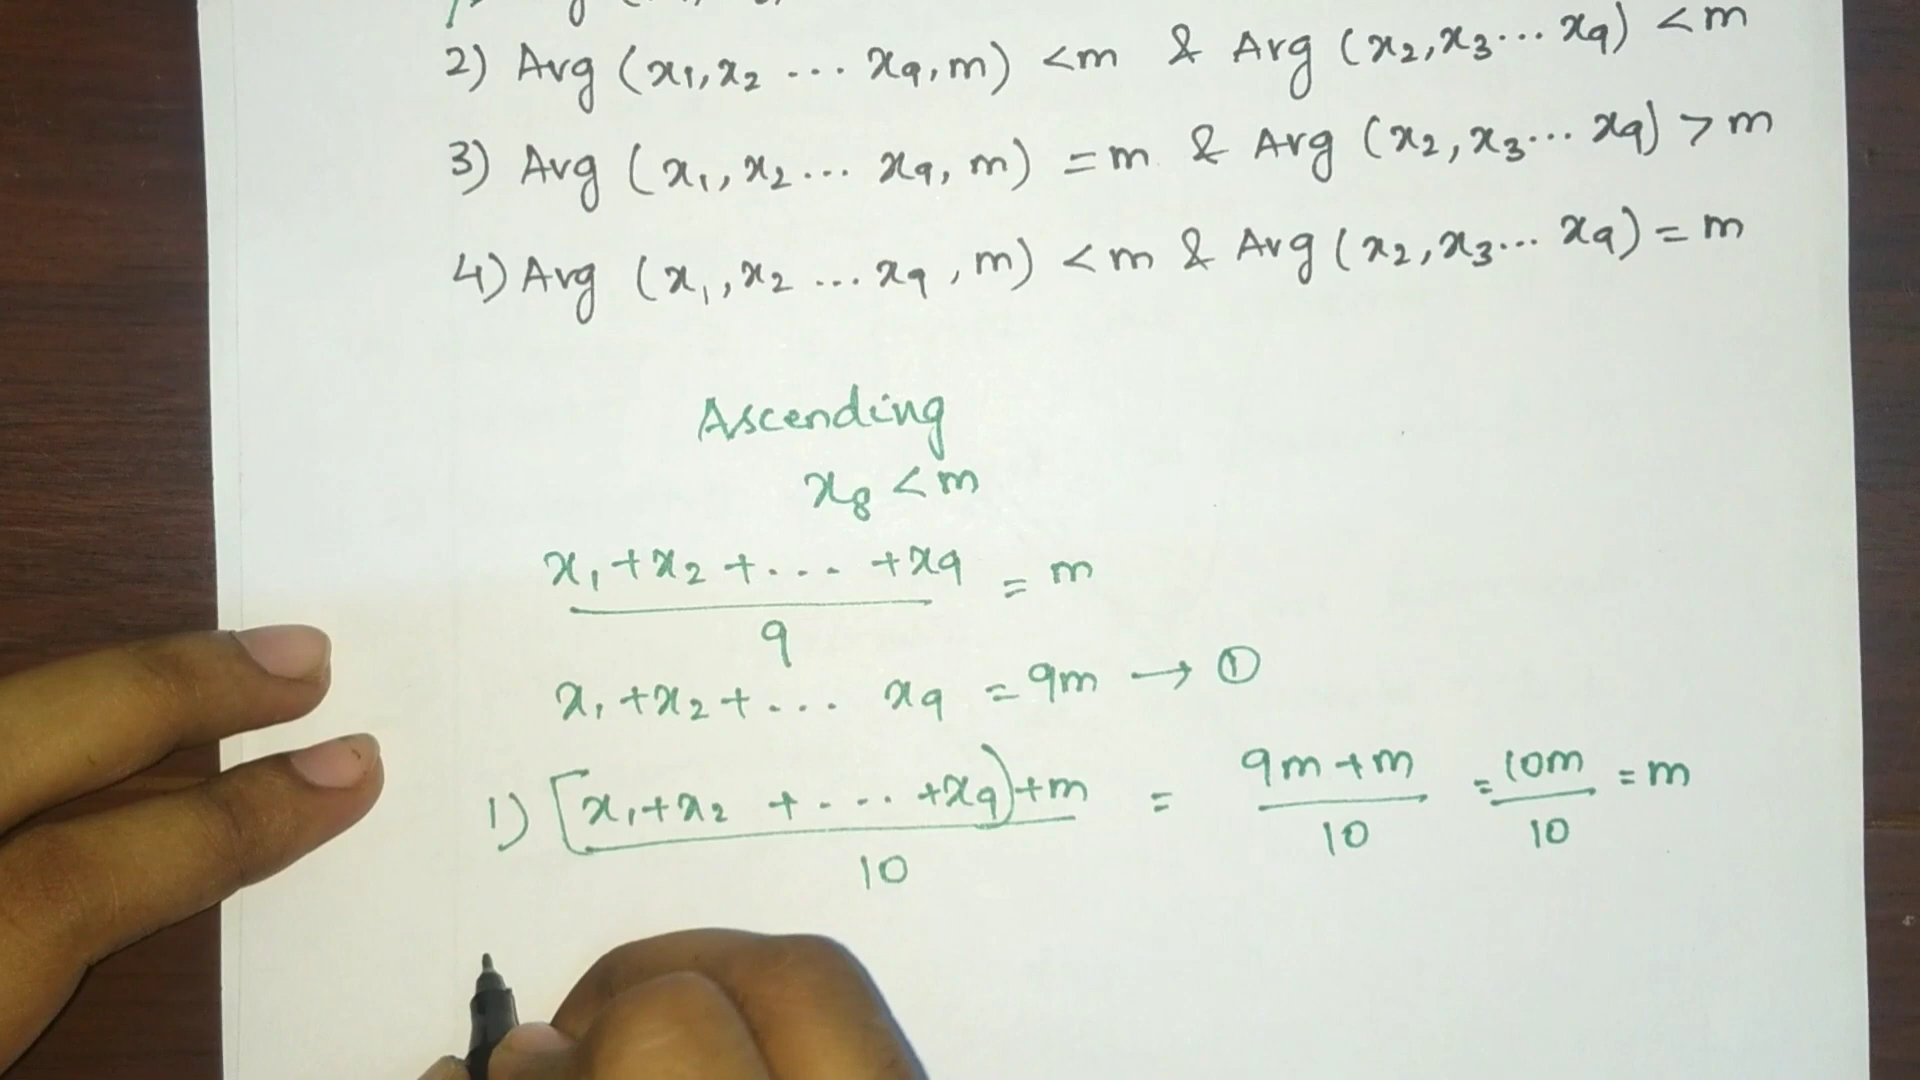 2) Avg (x₁,x₂ ... x₉,m) <m & Avg (x₂,x₃... x₉) <m
3) Avg (x₁,x₂... x₉,m) =m & Avg (x₂,x₃... x₉) >m
4) Avg (x₁,x₂ ... x₉,m) <m & Avg (x₂,x₃... x₉) = m
Ascending
x₈ <m
x₁+x₂+... +x₉ = m
9
x₁+x₂+... x₉ = 9m → ①
1) [x₁+x₂ +... +x₉)+m = 9m+m = 10m = m
10 10 10